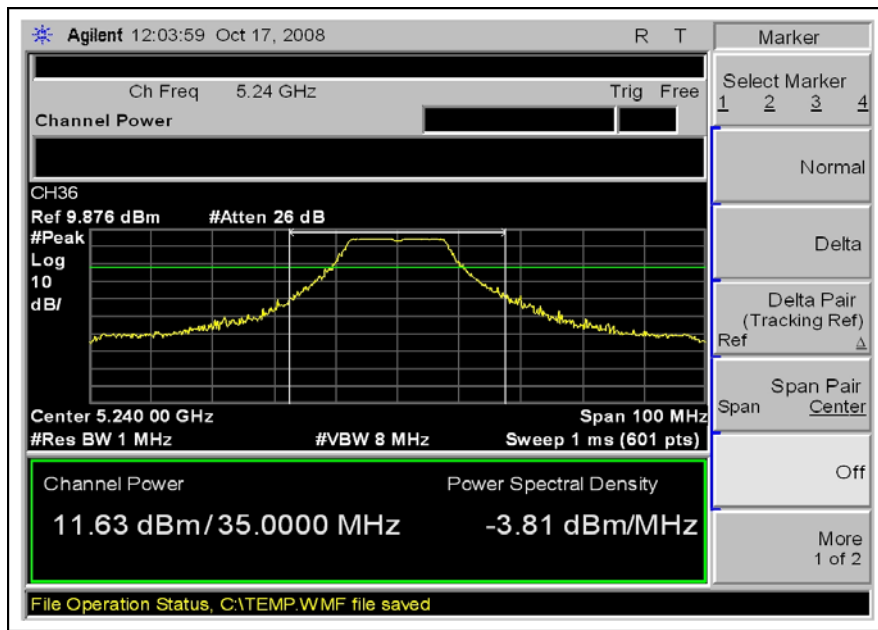 Agilent 12:03:59 Oct 17, 2008 R T
Ch Freq 5.24 GHz Trig Free
Channel Power
CH36
Ref 9.876 dBm #Atten 26 dB
#Peak
Log
10
dB/
Center 5.240 00 GHz Span 100 MHz
#Res BW 1 MHz #VBW 8 MHz Sweep 1 ms (601 pts)
Channel Power Power Spectral Density
11.63 dBm/35.0000 MHz -3.81 dBm/MHz
File Operation Status, C:\TEMP.WMF file saved
Marker
Select Marker
1 2 3 4
Normal
Delta
Delta Pair
(Tracking Ref)
Ref Δ
Span Pair
Span Center
Off
More
1 of 2